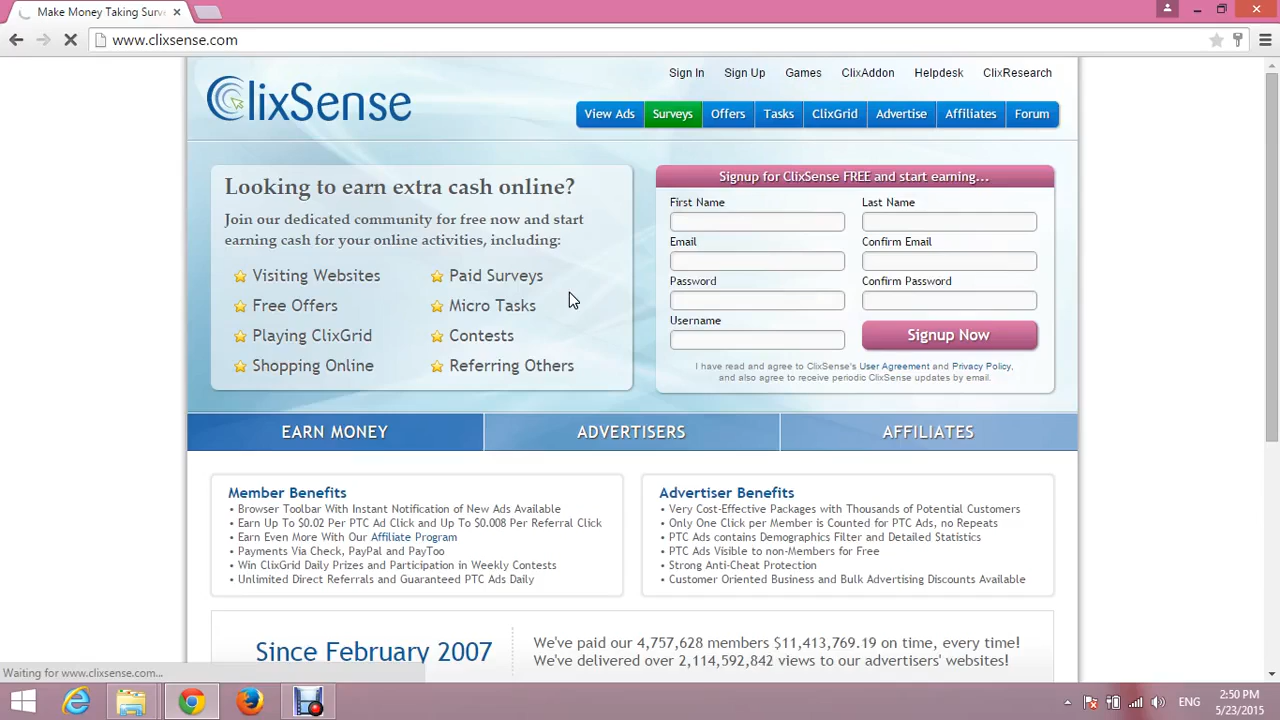 Make Money Taking Surve
www.clixsense.com
ClixSense
Sign In Sign Up Games ClixAddon Helpdesk ClixResearch
View Ads Surveys Offers Tasks ClixGrid Advertise Affiliates Forum
Looking to earn extra cash online?
Join our dedicated community for free now and start
earning cash for your online activities, including:
Visiting Websites Paid Surveys
Free Offers Micro Tasks
Playing ClixGrid Contests
Shopping Online Referring Others
Signup for ClixSense FREE and start earning...
First Name Last Name
Email Confirm Email
Password Confirm Password
Username
Signup Now
I have read and agree to ClixSense's User Agreement and Privacy Policy,
and also agree to receive periodic ClixSense updates by email.
EARN MONEY ADVERTISERS AFFILIATES
Member Benefits
• Browser Toolbar With Instant Notification of New Ads Available
• Earn Up To $0.02 Per PTC Ad Click and Up To $0.008 Per Referral Click
• Earn Even More With Our Affiliate Program
• Payments Via Check, PayPal and PayToo
• Win ClixGrid Daily Prizes and Participation in Weekly Contests
• Unlimited Direct Referrals and Guaranteed PTC Ads Daily
Advertiser Benefits
• Very Cost-Effective Packages with Thousands of Potential Customers
• Only One Click per Member is Counted for PTC Ads, no Repeats
• PTC Ads contains Demographics Filter and Detailed Statistics
• PTC Ads Visible to non-Members for Free
• Strong Anti-Cheat Protection
• Customer Oriented Business and Bulk Advertising Discounts Available
Since February 2007
We've paid our 4,757,628 members $11,413,769.19 on time, every time!
We've delivered over 2,114,592,842 views to our advertisers' websites!
Waiting for www.clixsense.com...
ENG
2:50 PM
5/23/2015